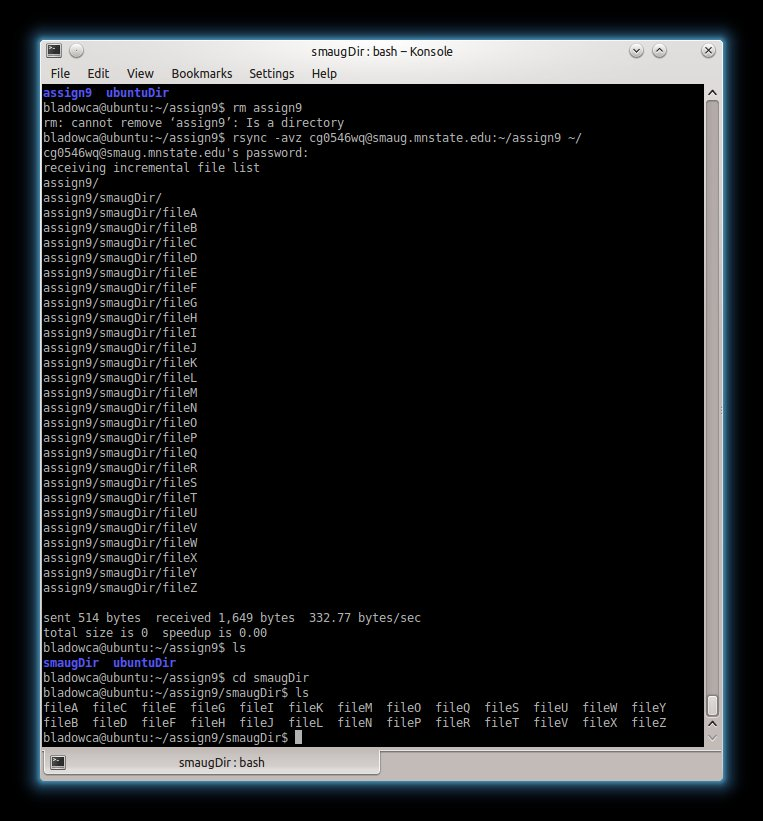 smaugDir : bash – Konsole
File Edit View Bookmarks Settings Help
assign9  ubuntuDir
bladowca@ubuntu:~/assign9$ rm assign9
rm: cannot remove ‘assign9’: Is a directory
bladowca@ubuntu:~/assign9$ rsync -avz cg0546wq@smaug.mnstate.edu:~/assign9 ~/
cg0546wq@smaug.mnstate.edu's password:
receiving incremental file list
assign9/
assign9/smaugDir/
assign9/smaugDir/fileA
assign9/smaugDir/fileB
assign9/smaugDir/fileC
assign9/smaugDir/fileD
assign9/smaugDir/fileE
assign9/smaugDir/fileF
assign9/smaugDir/fileG
assign9/smaugDir/fileH
assign9/smaugDir/fileI
assign9/smaugDir/fileJ
assign9/smaugDir/fileK
assign9/smaugDir/fileL
assign9/smaugDir/fileM
assign9/smaugDir/fileN
assign9/smaugDir/fileO
assign9/smaugDir/fileP
assign9/smaugDir/fileQ
assign9/smaugDir/fileR
assign9/smaugDir/fileS
assign9/smaugDir/fileT
assign9/smaugDir/fileU
assign9/smaugDir/fileV
assign9/smaugDir/fileW
assign9/smaugDir/fileX
assign9/smaugDir/fileY
assign9/smaugDir/fileZ
sent 514 bytes  received 1,649 bytes  332.77 bytes/sec
total size is 0  speedup is 0.00
bladowca@ubuntu:~/assign9$ ls
smaugDir  ubuntuDir
bladowca@ubuntu:~/assign9$ cd smaugDir
bladowca@ubuntu:~/assign9/smaugDir$ ls
fileA  fileC  fileE  fileG  fileI  fileK  fileM  fileO  fileQ  fileS  fileU  fileW  fileY
fileB  fileD  fileF  fileH  fileJ  fileL  fileN  fileP  fileR  fileT  fileV  fileX  fileZ
bladowca@ubuntu:~/assign9/smaugDir$
smaugDir : bash